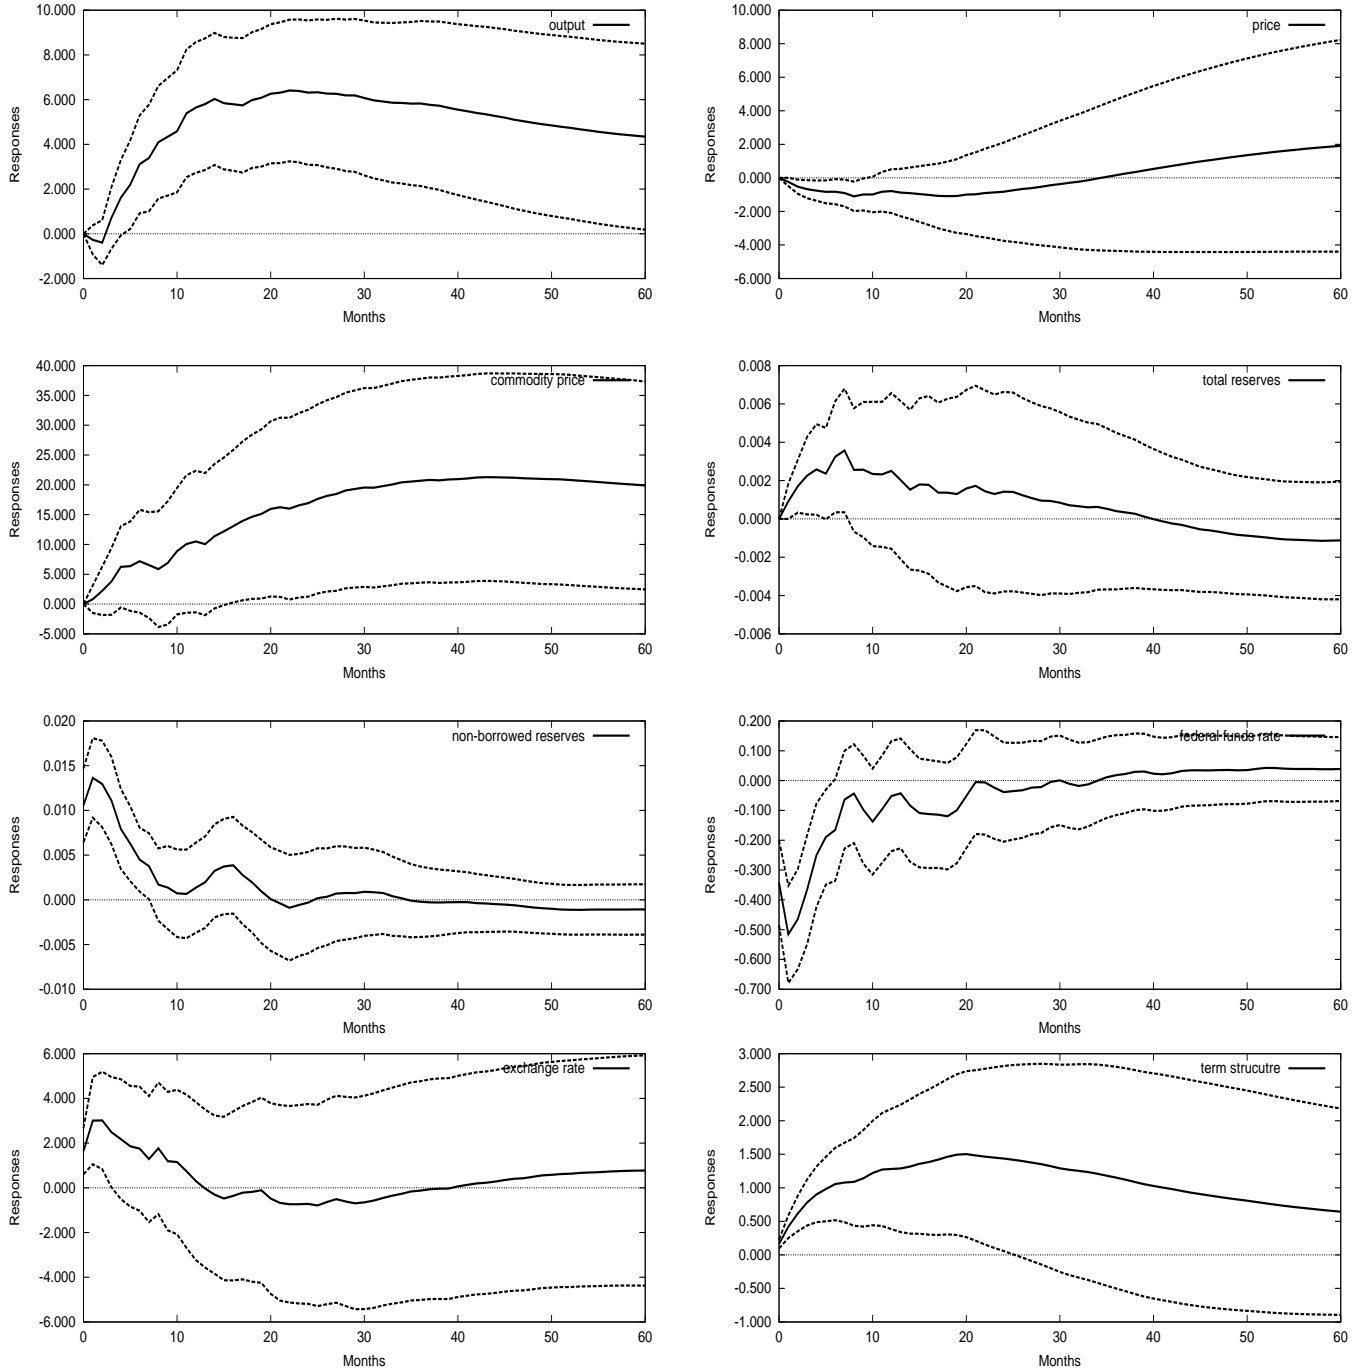 10.000
8.000
6.000
4.000
2.000
0.000
-2.000
0 10 20 30 40 50 60
Responses
Months
output
10.000
8.000
6.000
4.000
2.000
0.000
-2.000
-4.000
-6.000
0 10 20 30 40 50 60
Responses
Months
price
40.000
35.000
30.000
25.000
20.000
15.000
10.000
5.000
0.000
-5.000
0 10 20 30 40 50 60
Responses
Months
commodity price
0.008
0.006
0.004
0.002
0.000
-0.002
-0.004
-0.006
0 10 20 30 40 50 60
Responses
Months
total reserves
0.020
0.015
0.010
0.005
0.000
-0.005
-0.010
0 10 20 30 40 50 60
Responses
Months
non-borrowed reserves
0.200
0.100
0.000
-0.100
-0.200
-0.300
-0.400
-0.500
-0.600
-0.700
0 10 20 30 40 50 60
Responses
Months
federal funds rate
6.000
4.000
2.000
0.000
-2.000
-4.000
-6.000
0 10 20 30 40 50 60
Responses
Months
exchange rate
3.000
2.500
2.000
1.500
1.000
0.500
0.000
-0.500
-1.000
0 10 20 30 40 50 60
Responses
Months
term strucutre